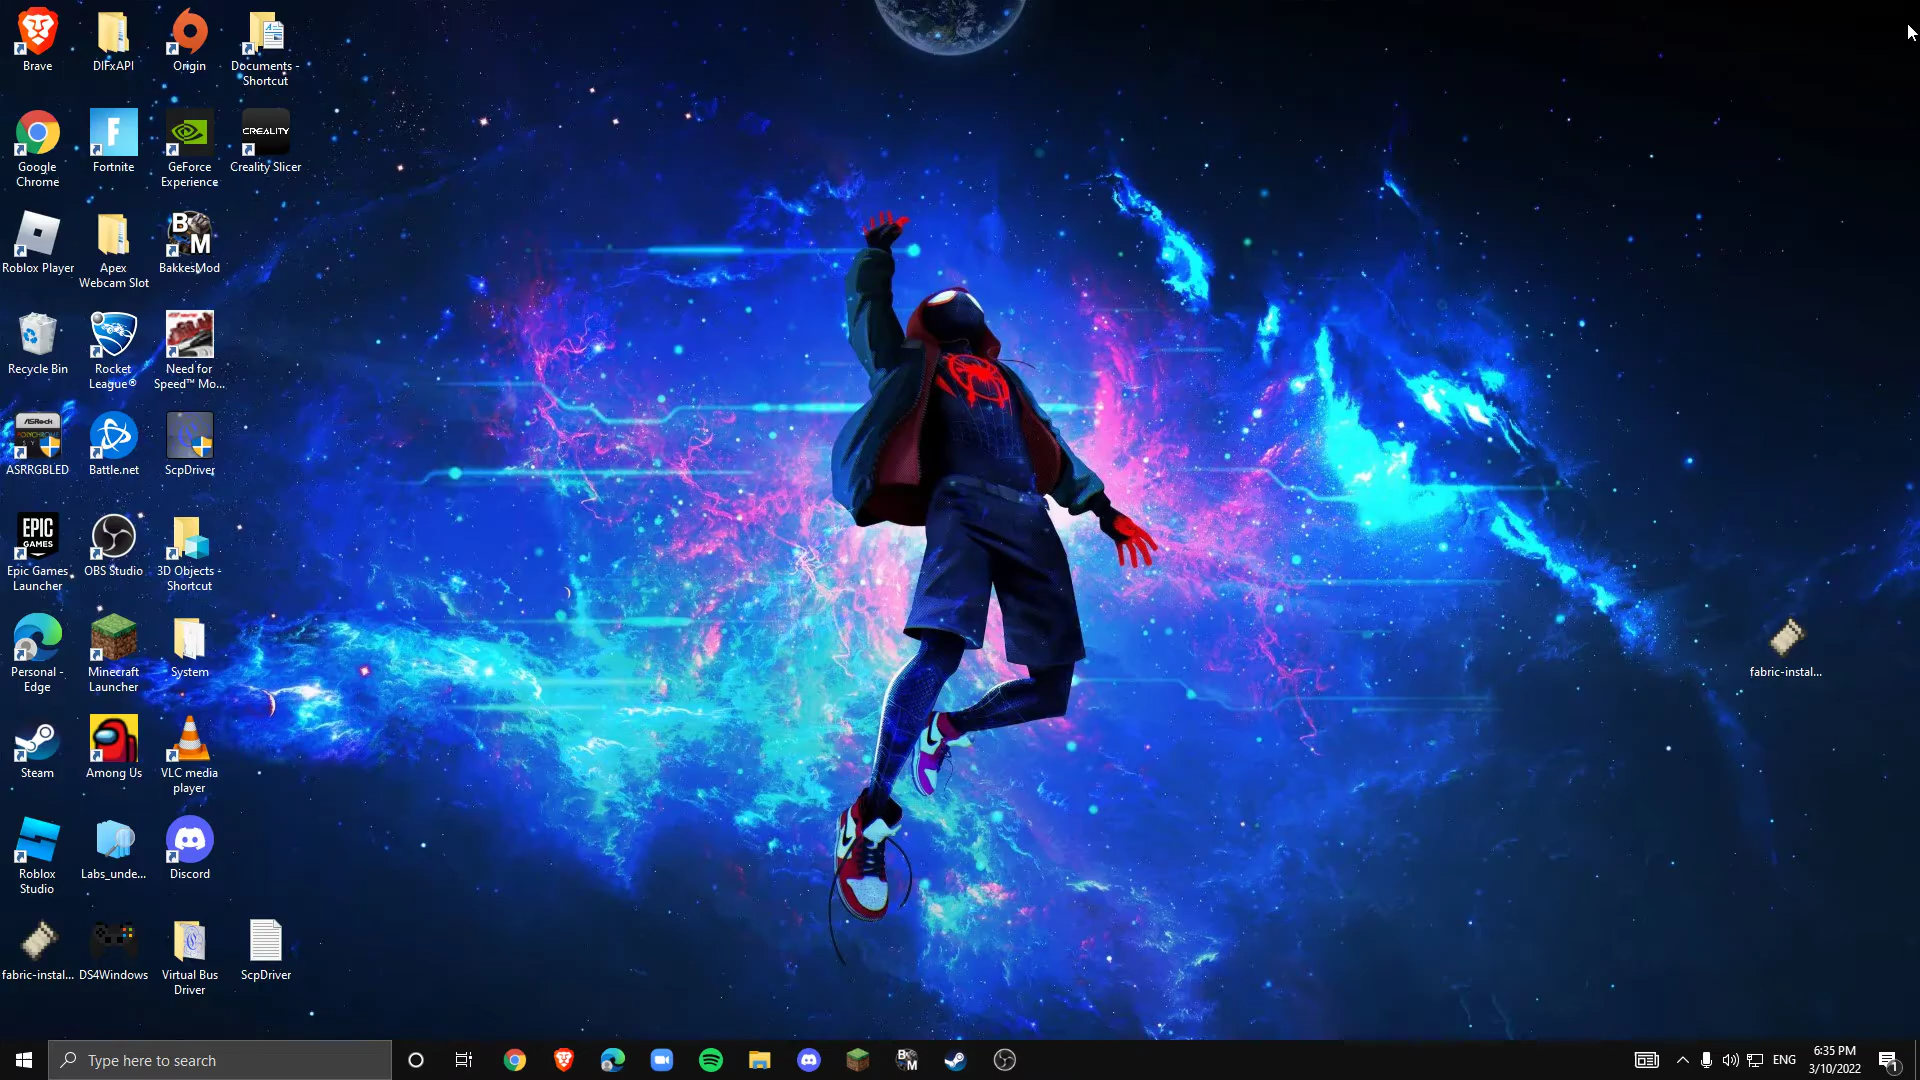 Brave
DIFxAPI
Origin
Documents -
Shortcut
Google
Chrome
F
Fortnite
GeForce
Experience
CREALITY
Creality Slicer
Roblox Player
Apex
Webcam Slot
B
M
BakkesMod
Recycle Bin
Rocket
League®
Need for
Speed™ Mo...
ASRock
ASRRGBLED
Battle.net
ScpDriver
EPIC
GAMES
Epic Games
Launcher
OBS Studio
3D Objects -
Shortcut
Personal -
Edge
Minecraft
Launcher
System
fabric-instal...
Steam
Among Us
VLC media
player
Roblox
Studio
Labs_unde...
Discord
fabric-instal...
DS4Windows
Virtual Bus
Driver
ScpDriver
Type here to search
B
M
ENG
6:35 PM
3/10/2022
1